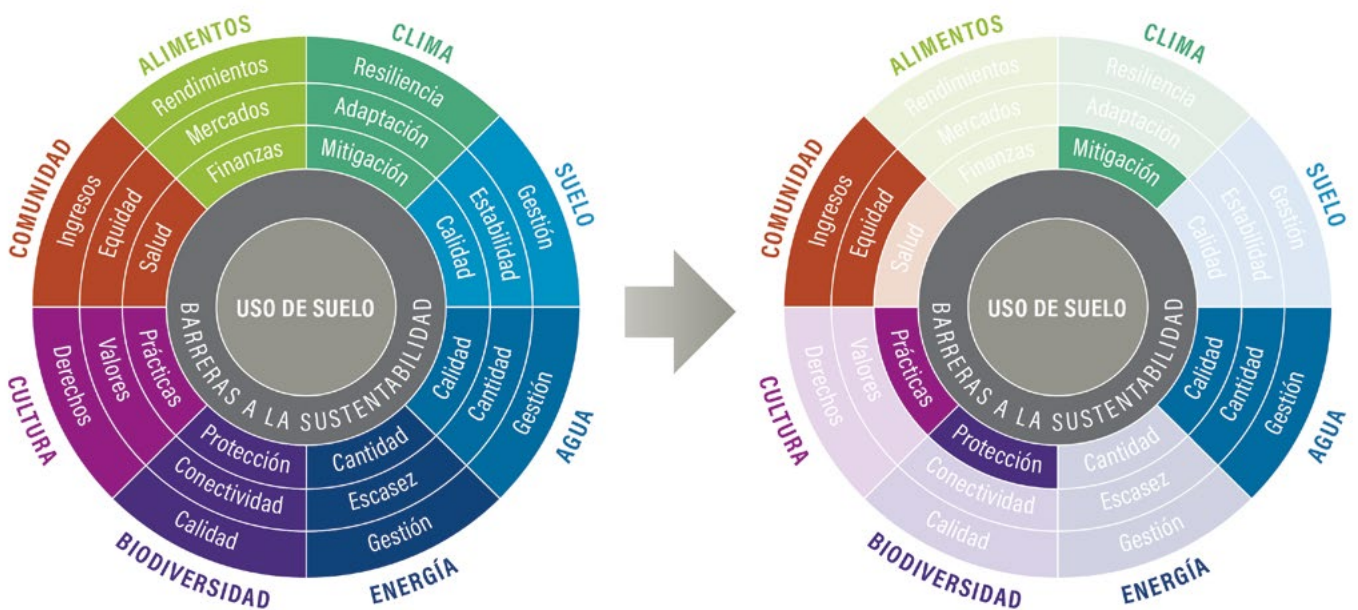 ALIMENTOS
Rendimientos
Mercados
Finanzas
CLIMA
Resiliencia
Adaptación
Mitigación
SUELO
Gestión
Estabilidad
Calidad
AGUA
Calidad
Cantidad
Gestión
ENERGÍA
Cantidad
Escasez
Gestión
BIODIVERSIDAD
Protección
Conectividad
Calidad
CULTURA
Derechos
Valores
Prácticas
COMUNIDAD
Ingresos
Equidad
Salud
USO DE SUELO
BARRERAS A LA SUSTENTABILIDAD
ALIMENTOS
Rendimientos
Mercados
Finanzas
CLIMA
Resiliencia
Adaptación
Mitigación
SUELO
Gestión
Estabilidad
Calidad
AGUA
Calidad
Cantidad
Gestión
ENERGÍA
Cantidad
Escasez
Gestión
BIODIVERSIDAD
Protección
Conectividad
Calidad
CULTURA
Derechos
Valores
Prácticas
COMUNIDAD
Ingresos
Equidad
Salud
USO DE SUELO
BARRERAS A LA SUSTENTABILIDAD